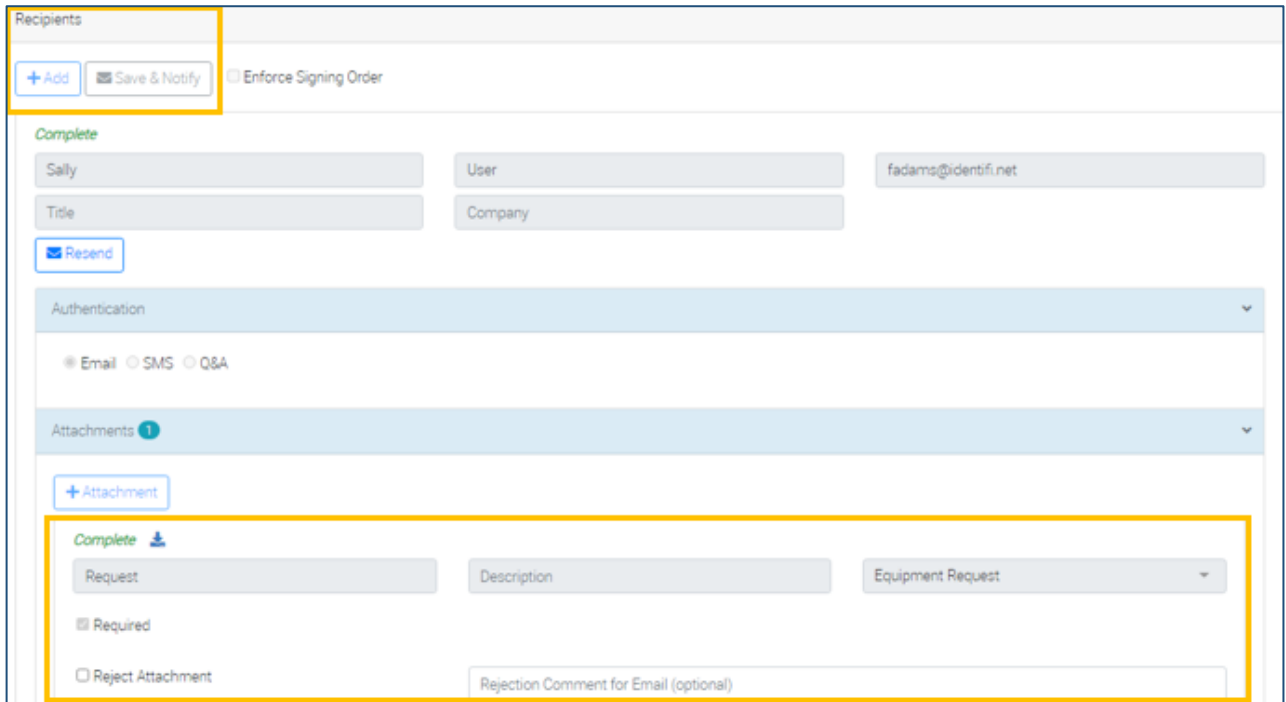 Recipients
+ Add Save & Notify Enforce Signing Order
Complete
Sally User fadams@identifi.net
Title Company
Resend
Authentication
Email SMS Q&A
Attachments 1
+ Attachment
Complete
Request Description Equipment Request
Required
Reject Attachment Rejection Comment for Email (optional)